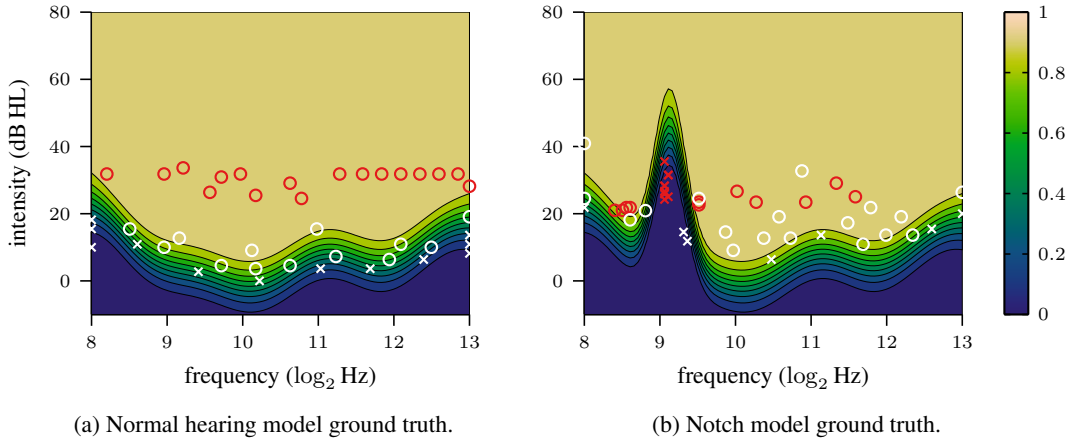 80
60
40
20
0
intensity (dB HL)
8 9 10 11 12 13
frequency (log₂ Hz)
(a) Normal hearing model ground truth.
80
60
40
20
0
8 9 10 11 12 13
frequency (log₂ Hz)
(b) Notch model ground truth.
1
0.8
0.6
0.4
0.2
0